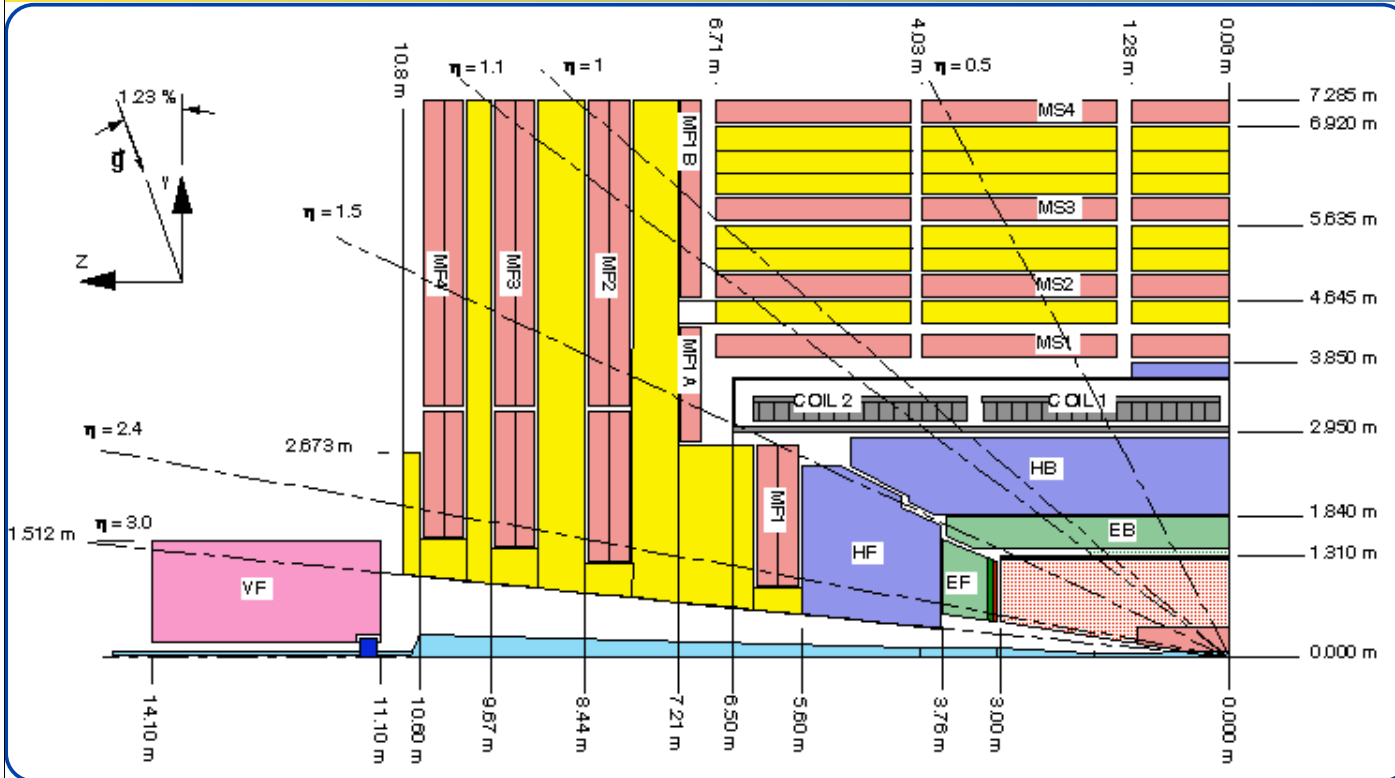 10.8 m
6.71 m
4.03 m
1.28 m
0.06 m
η = 1.1
η = 1
η = 0.5
1.23 %
g
Y
Z
η = 1.5
η = 2.4
η = 3.0
7.285 m
6.920 m
5.635 m
4.645 m
3.850 m
2.950 m
1.840 m
1.310 m
0.000 m
MS4
MS3
MS2
MS1
MF1 B
MF1 A
MF4
MF3
MF2
MF1
COIL 2
COIL 1
2.673 m
1.512 m
HB
EB
HF
EF
VF
14.10 m
11.10 m
10.60 m
9.67 m
8.44 m
7.21 m
6.50 m
5.60 m
3.76 m
3.00 m
0.000 m